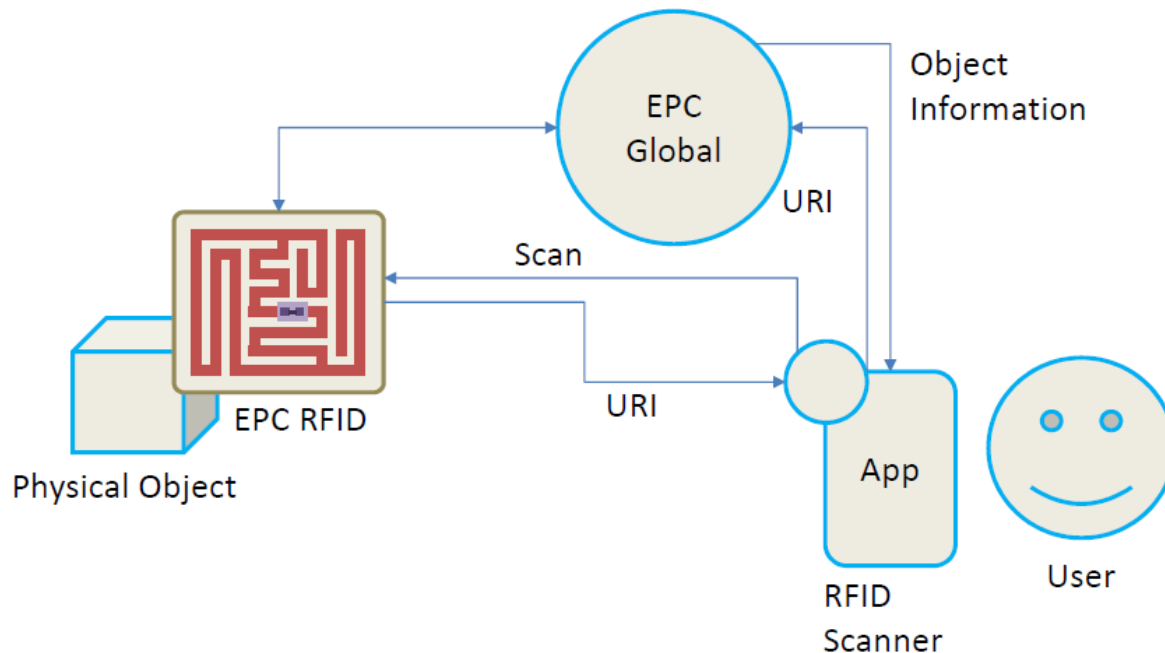 Object
Information
EPC
Global
URI
Scan
EPC RFID
URI
Physical Object
App
User
RFID
Scanner